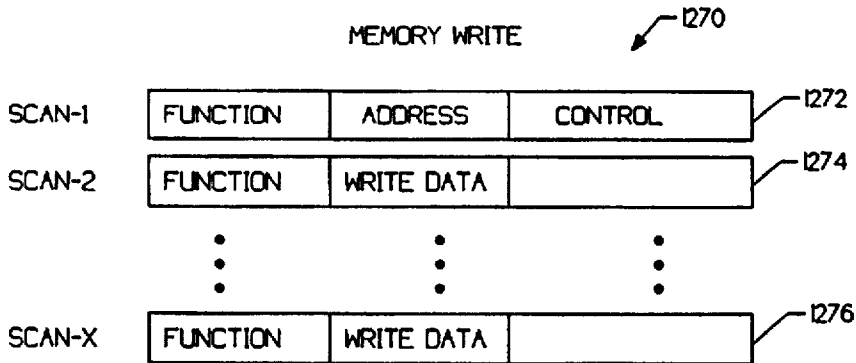 MEMORY WRITE 1270
SCAN-1 FUNCTION ADDRESS CONTROL 1272
SCAN-2 FUNCTION WRITE DATA 1274
SCAN-X FUNCTION WRITE DATA 1276